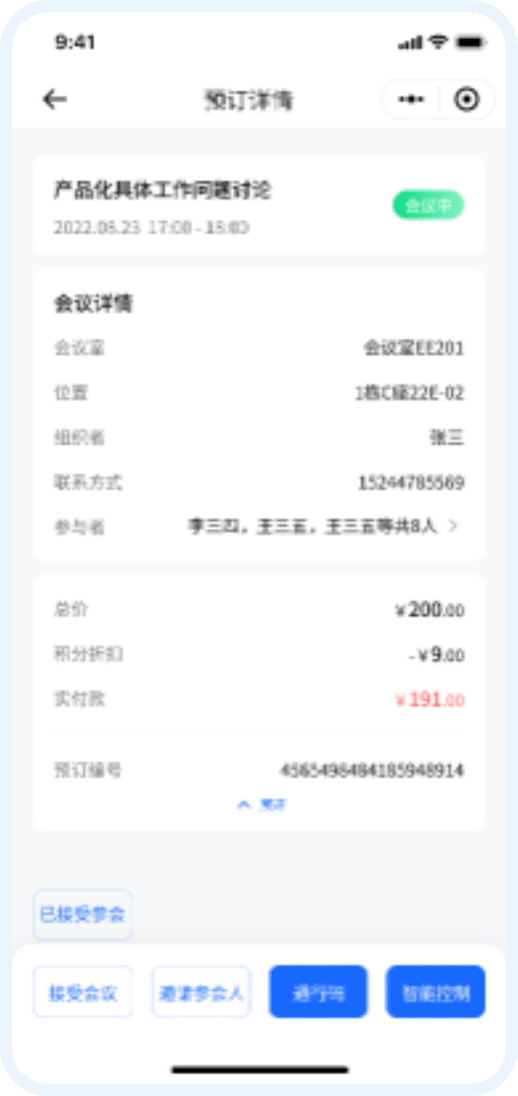 9:41
预订详情
产品化具体工作问题讨论
会议中
2022.08.23 17:00 - 18:00
会议详情
会议室 会议室EE201
位置 1栋C座22E-02
组织者 张三
联系方式 15244785569
参与者 李三四，王三五，王三五等共8人
总价 ￥200.00
积分折扣 -￥9.00
实付款 ￥191.00
预订编号
已接受参会
接受会议 邀请参会人 通行码 智能控制